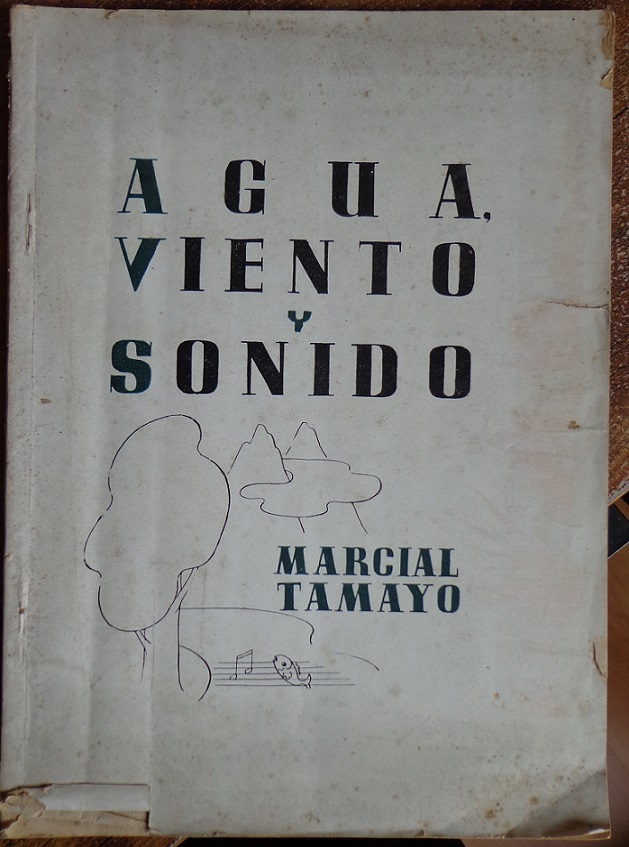 AGUA,
VIENTO
Y
SONIDO
MARCIAL
TAMAYO